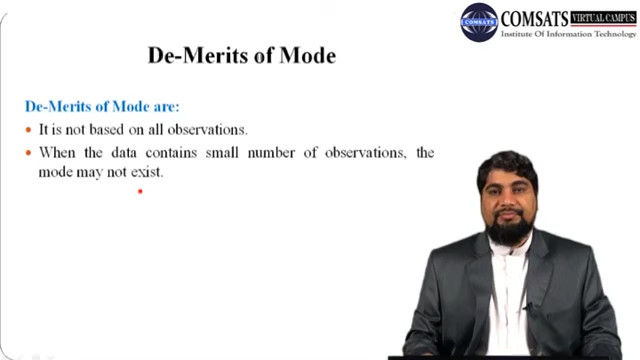 COMSATS VIRTUAL CAMPUS
Institute Of Information Technology
De-Merits of Mode
De-Merits of Mode are:
• It is not based on all observations.
• When the data contains small number of observations, the
mode may not exist.